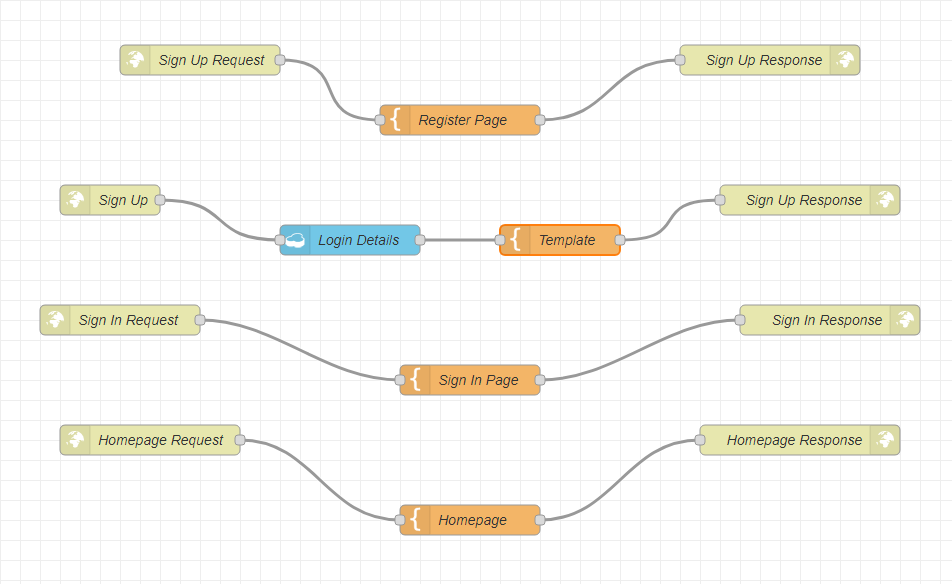 Sign Up Request
Sign Up Response
Register Page
Sign Up
Sign Up Response
Login Details
Template
Sign In Request
Sign In Response
Sign In Page
Homepage Request
Homepage Response
Homepage